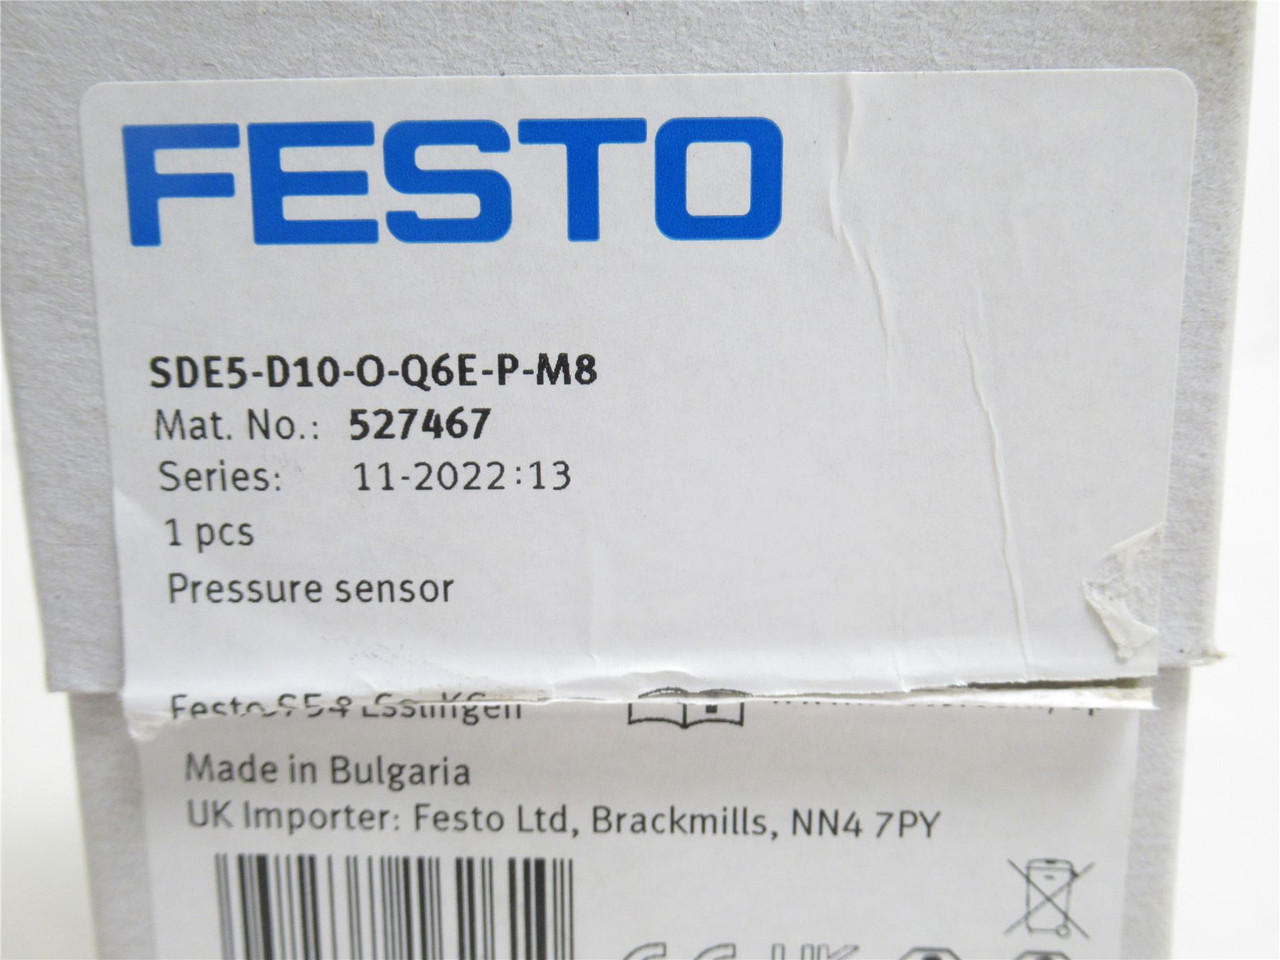 FESTO
SDE5-D10-O-Q6E-P-M8
Mat. No.: 527467
Series: 11-2022:13
1 pcs
Pressure sensor
Festo
Made in Bulgaria
UK Importer: Festo Ltd, Brackmills, NN4 7PY